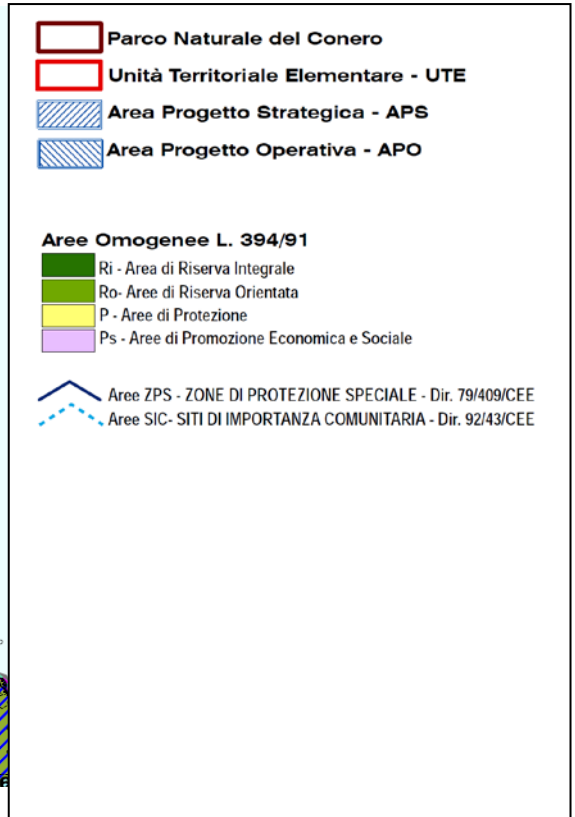 Parco Naturale del Conero
Unità Territoriale Elementare - UTE
Area Progetto Strategica - APS
Area Progetto Operativa - APO
Aree Omogenee L. 394/91
Ri - Area di Riserva Integrale
Ro- Aree di Riserva Orientata
P - Aree di Protezione
Ps - Aree di Promozione Economica e Sociale
Aree ZPS - ZONE DI PROTEZIONE SPECIALE - Dir. 79/409/CEE
Aree SIC- SITI DI IMPORTANZA COMUNITARIA - Dir. 92/43/CEE